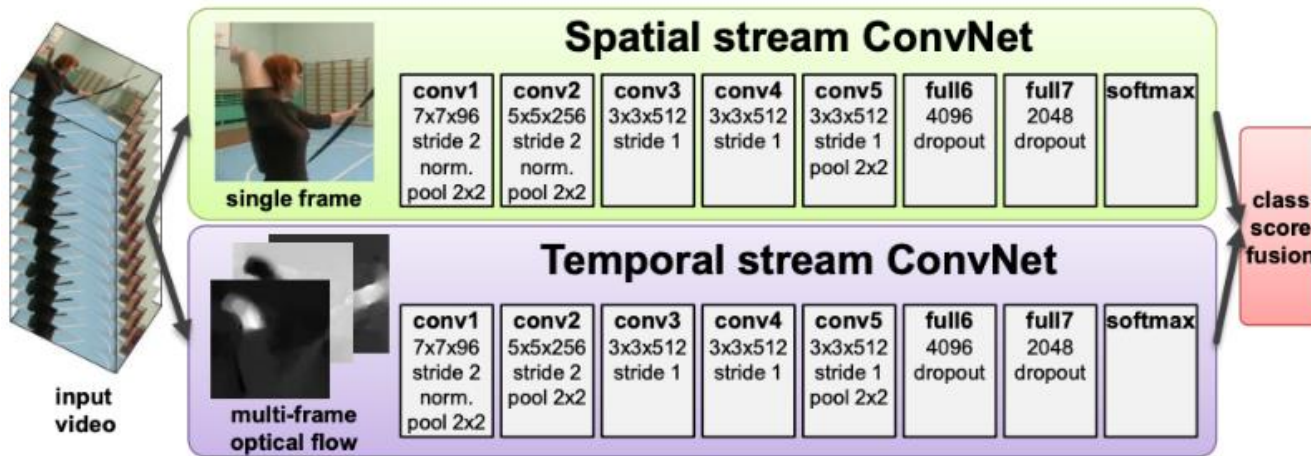 Spatial stream ConvNet
single frame
conv1
7x7x96
stride 2
norm.
pool 2x2
conv2
5x5x256
stride 2
norm.
pool 2x2
conv3
3x3x512
stride 1
conv4
3x3x512
stride 1
conv5
3x3x512
stride 1
pool 2x2
full6
4096
dropout
full7
2048
dropout
softmax
Temporal stream ConvNet
multi-frame
optical flow
conv1
7x7x96
stride 2
norm.
pool 2x2
conv2
5x5x256
stride 2
pool 2x2
conv3
3x3x512
stride 1
conv4
3x3x512
stride 1
conv5
3x3x512
stride 1
pool 2x2
full6
4096
dropout
full7
2048
dropout
softmax
input
video
class
score
fusion